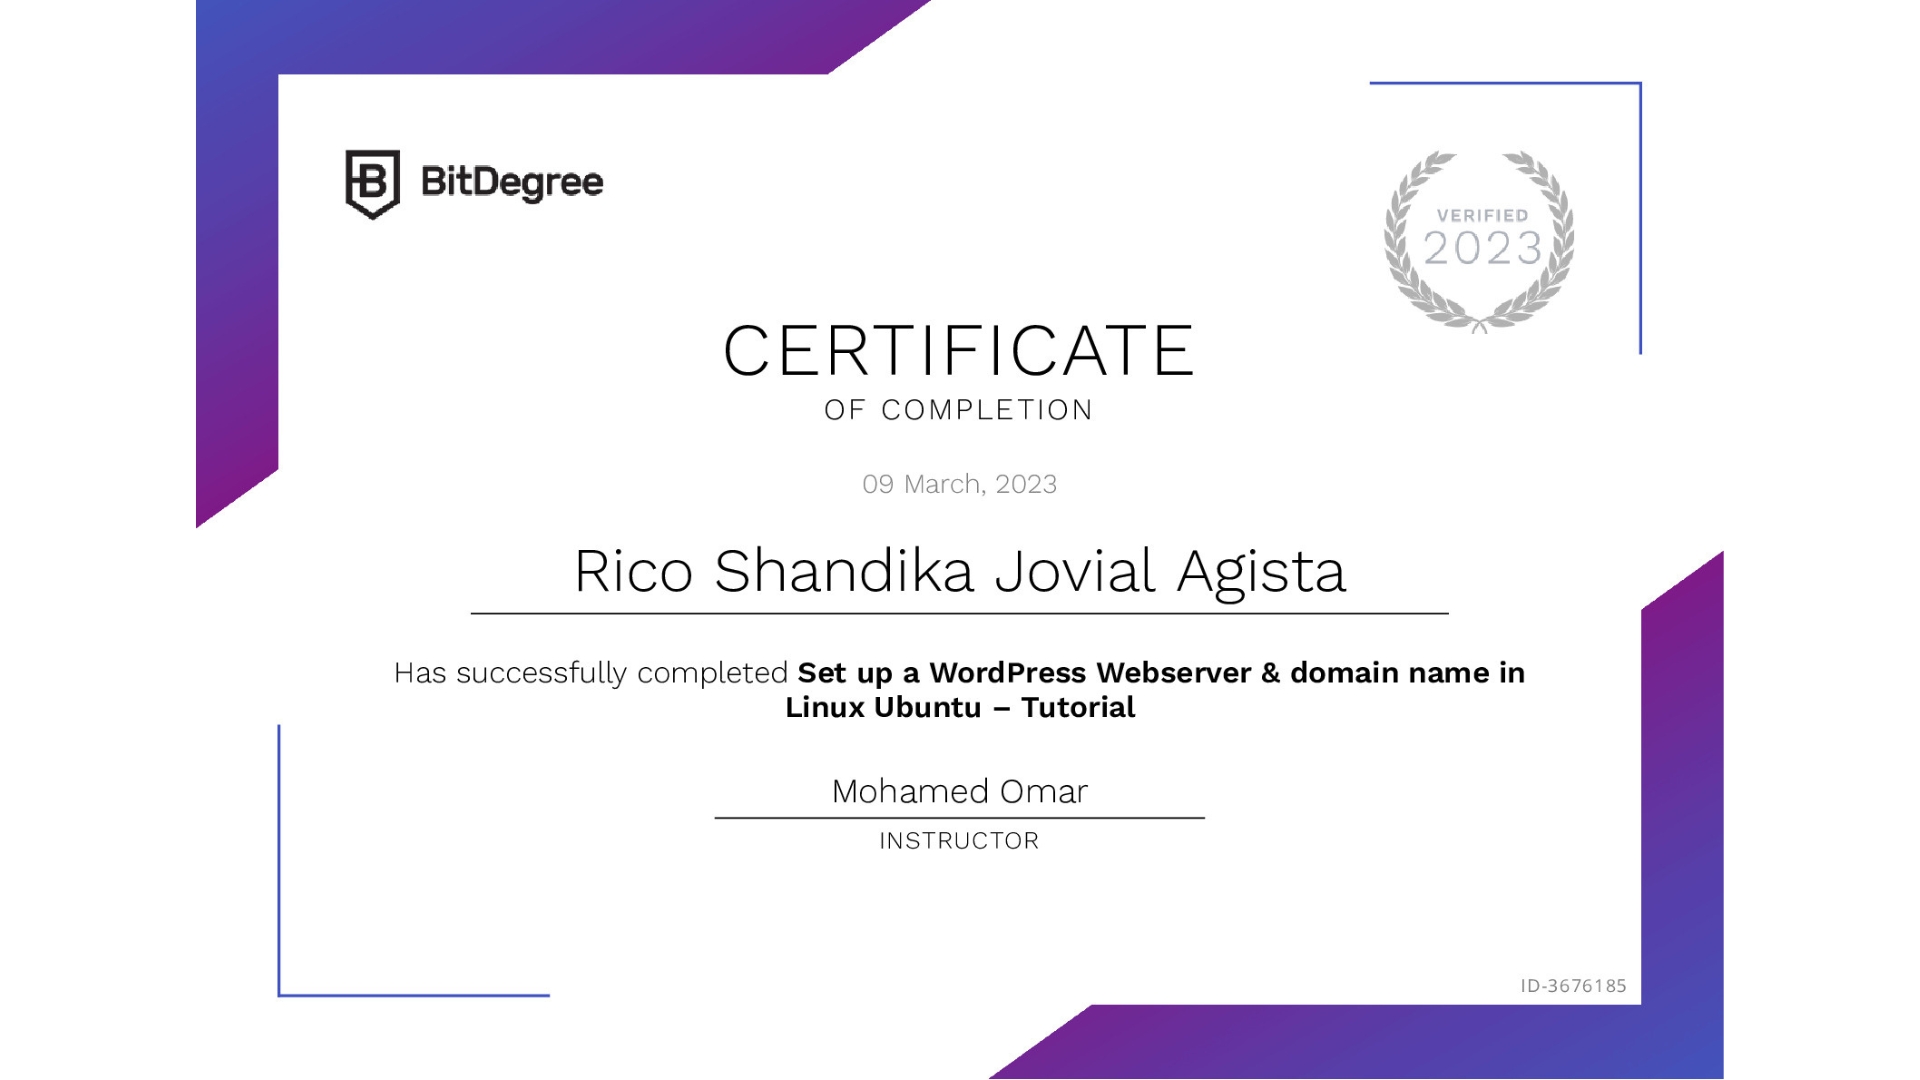 BitDegree
VERIFIED
2023
CERTIFICATE
OF COMPLETION
09 March, 2023
Rico Shandika Jovial Agista
Has successfully completed Set up a WordPress Webserver & domain name in
Linux Ubuntu – Tutorial
Mohamed Omar
INSTRUCTOR
ID-3676185